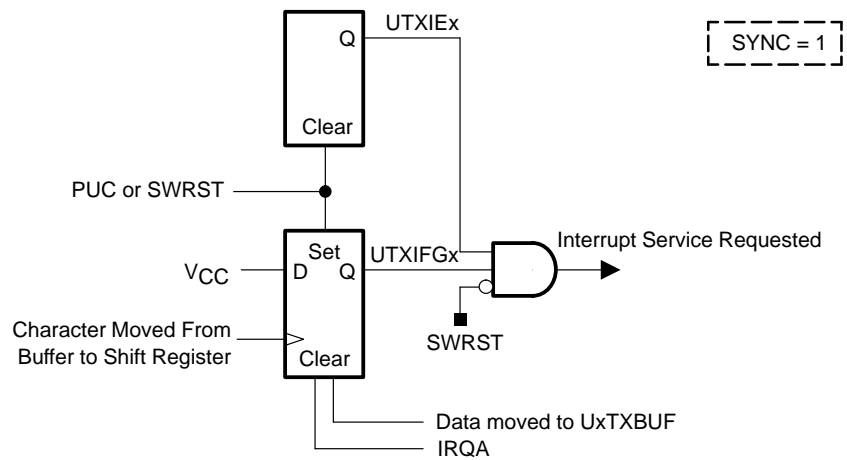 UTXIEx
SYNC = 1
Q
Clear
PUC or SWRST
Set
UTXIFGx
Interrupt Service Requested
VCC
D
Q
Character Moved From
Buffer to Shift Register
SWRST
Clear
Data moved to UxTXBUF
IRQA